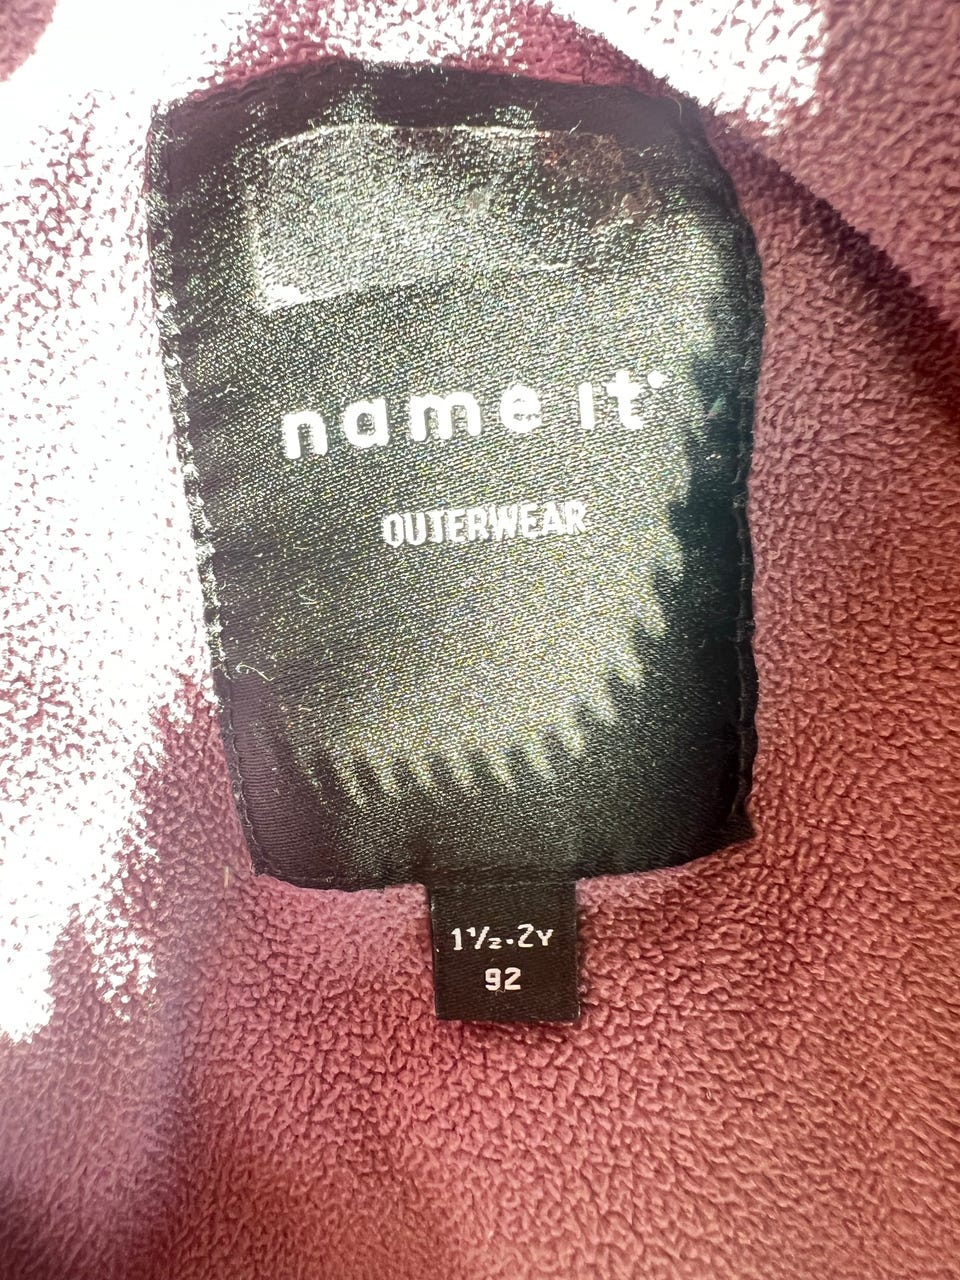 name it
OUTERWEAR
1½-2Y
92